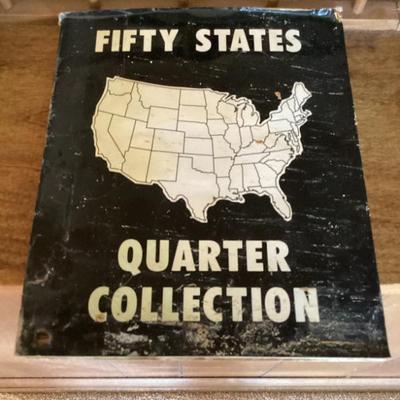 FIFTY STATES
QUARTER
COLLECTION